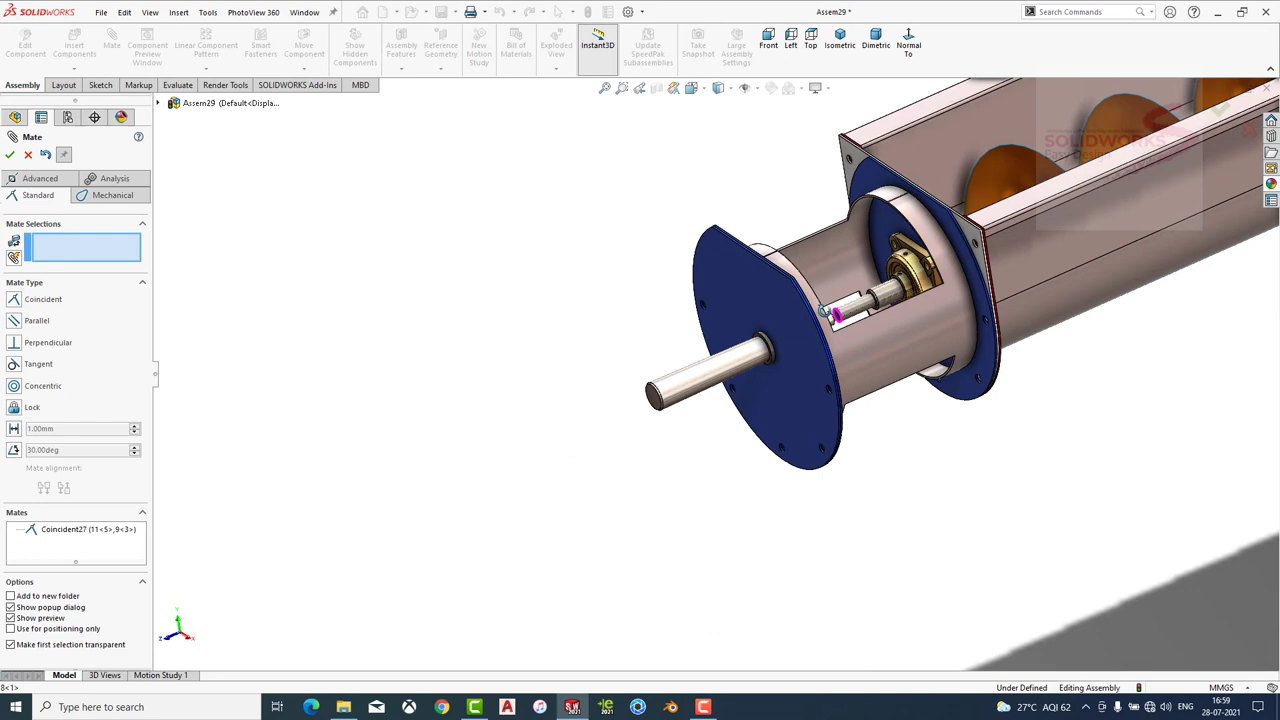 SOLIDWORKS File Edit View Insert Tools PhotoView 360 Window Assem29 * Search Commands
Edit Component
Insert Components
Mate
Component Preview Window
Linear Component Pattern
Smart Fasteners
Move Component
Show Hidden Components
Assembly Features
Reference Geometry
New Motion Study
Bill of Materials
Exploded View
Instant3D
Update SpeedPak Subassemblies
Take Snapshot
Large Assembly Settings
Front
Left
Top
Isometric
Dimetric
Normal To
Assembly Layout Sketch Markup Evaluate Render Tools SOLIDWORKS Add-Ins MBD
Assem29 (Default<Displa...
Mate
Advanced Analysis
Standard Mechanical
Mate Selections
Mate Type
Coincident
Parallel
Perpendicular
Tangent
Concentric
Lock
1.00mm
30.00deg
Mate alignment:
Mates
Coincident27 (11<5>,9<3>)
Options
Add to new folder
Show popup dialog
Show preview
Use for positioning only
Make first selection transparent
SOLIDWORKS
Easy Design
Y
Z
X
Model 3D Views Motion Study 1
8<1> Under Defined Editing Assembly MMGS
Type here to search
27°C AQI 62
16:59
28-07-2021